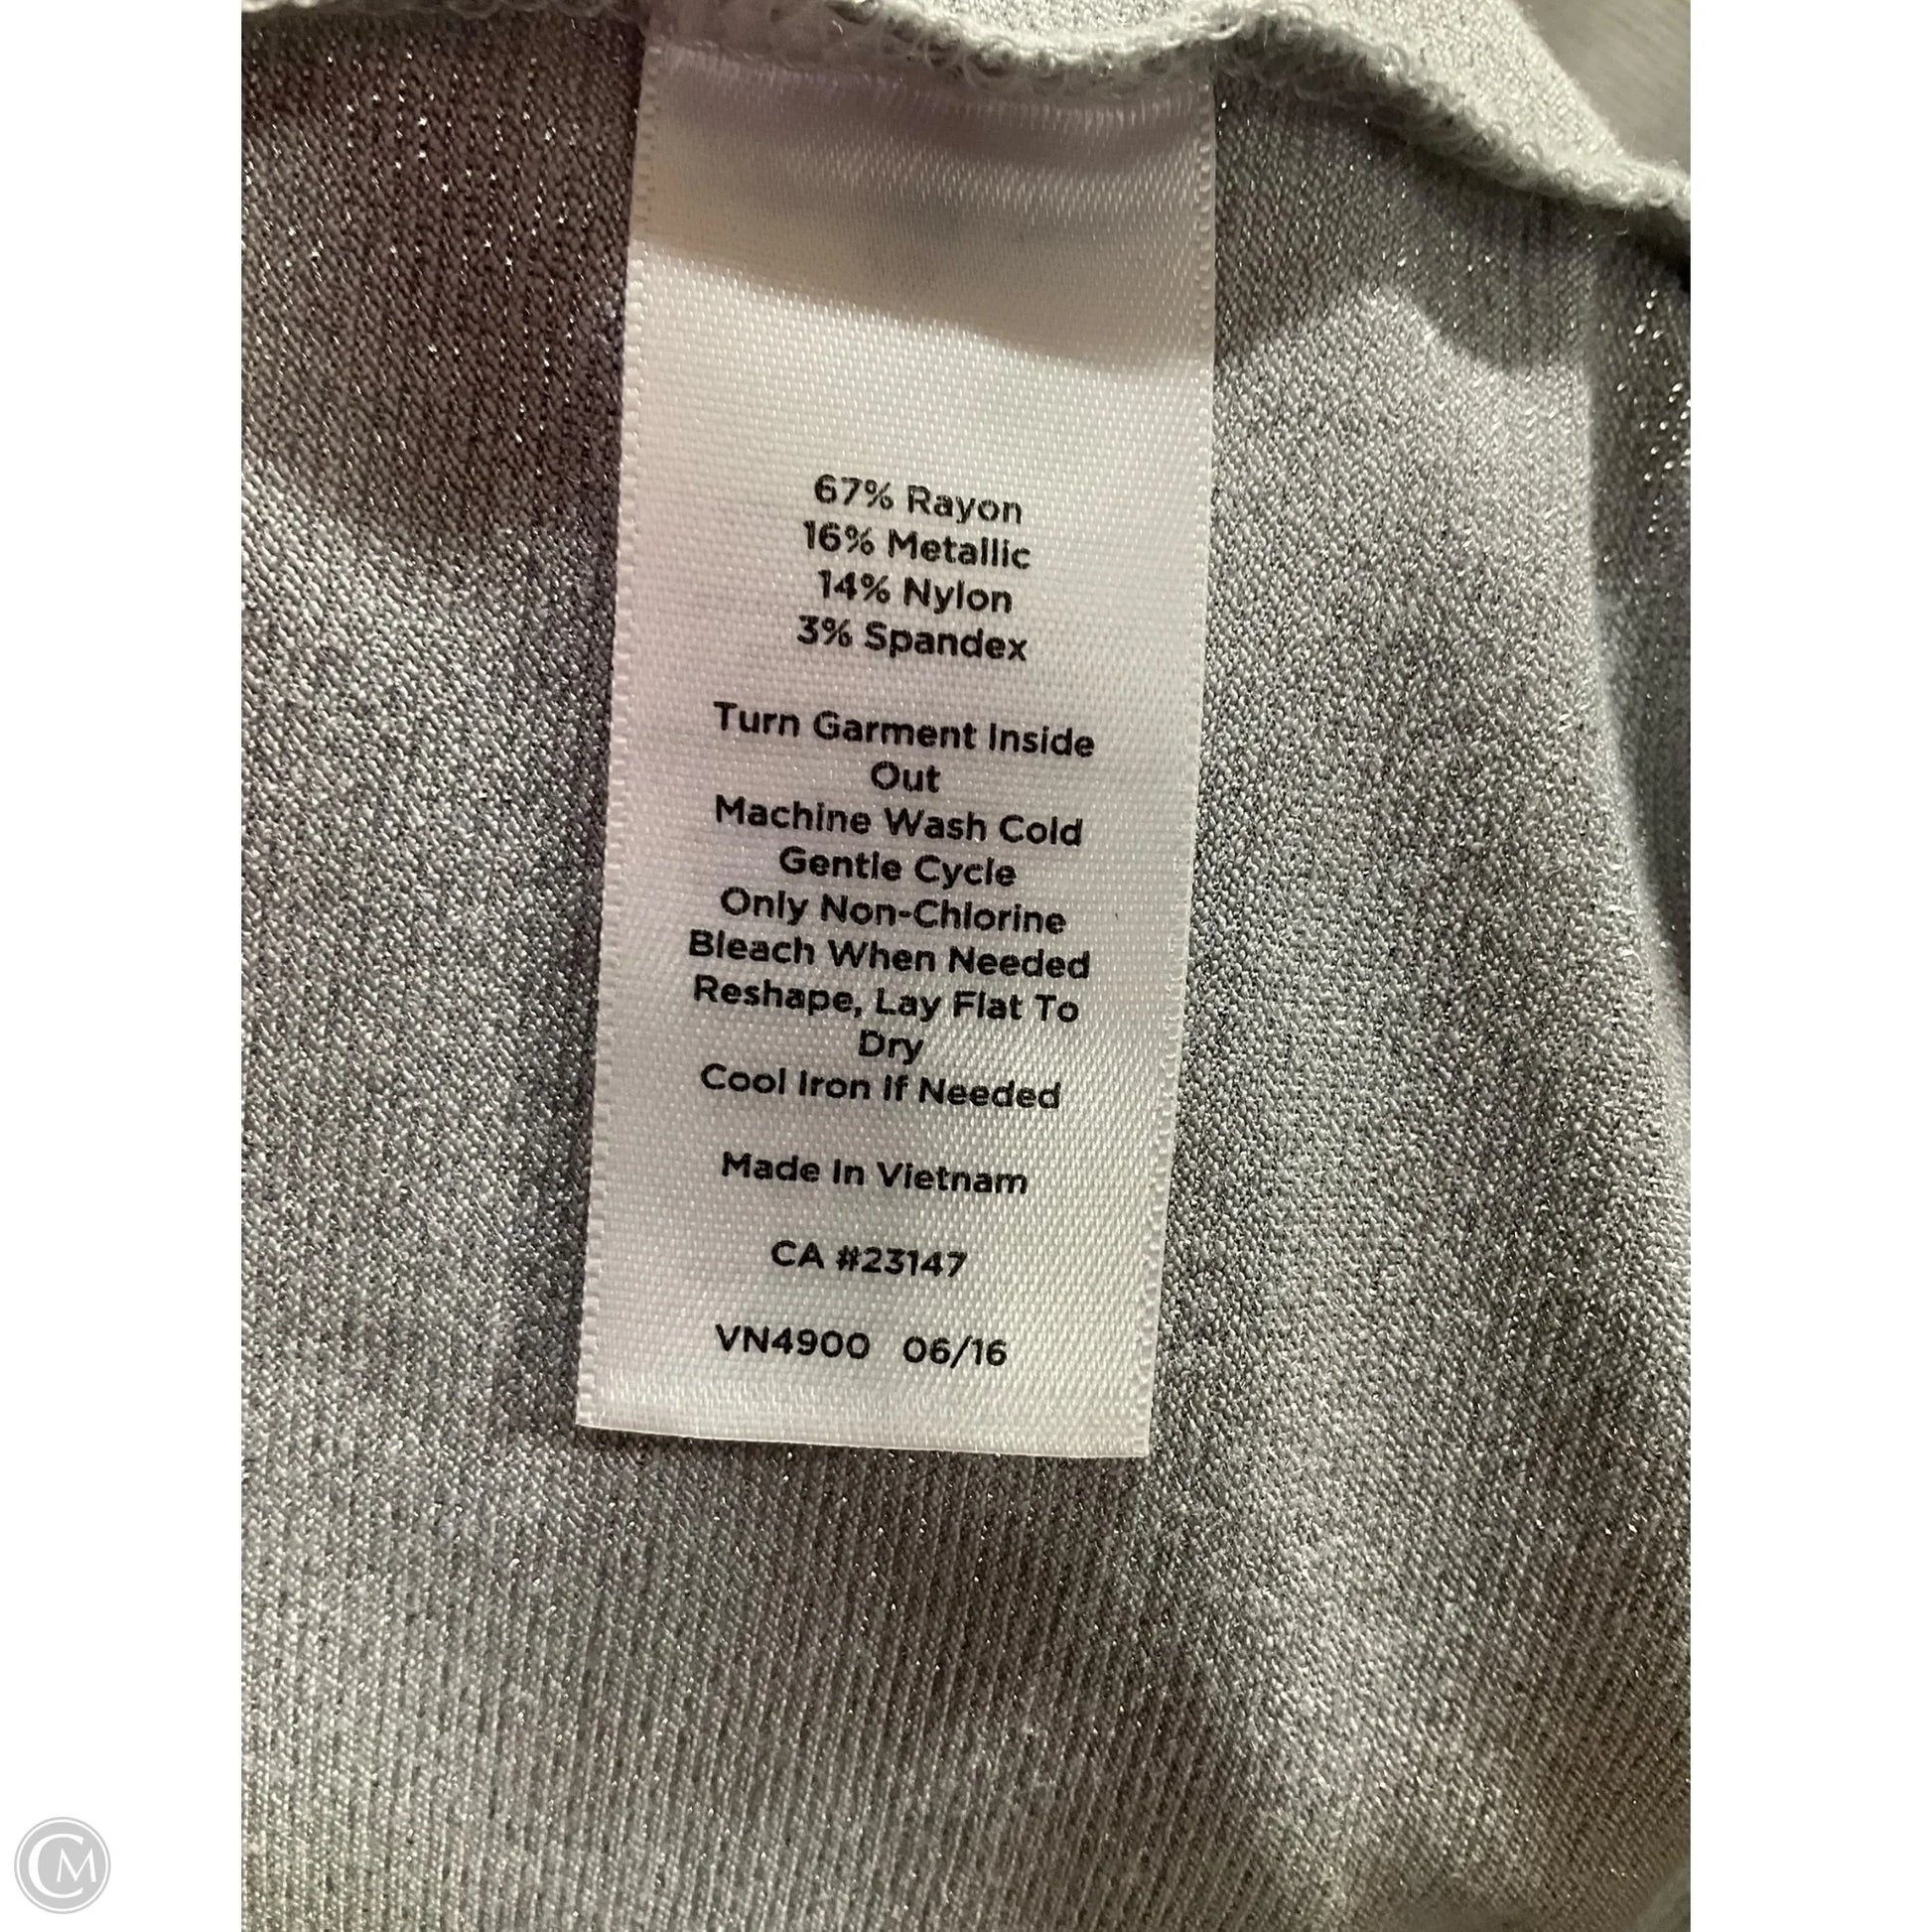 67% Rayon
16% Metallic
14% Nylon
3% Spandex
Turn Garment Inside
Out
Machine Wash Cold
Gentle Cycle
Only Non-Chlorine
Bleach When Needed
Reshape, Lay Flat To
Dry
Cool Iron If Needed
Made In Vietnam
CA #23147
VN4900 06/16
CM